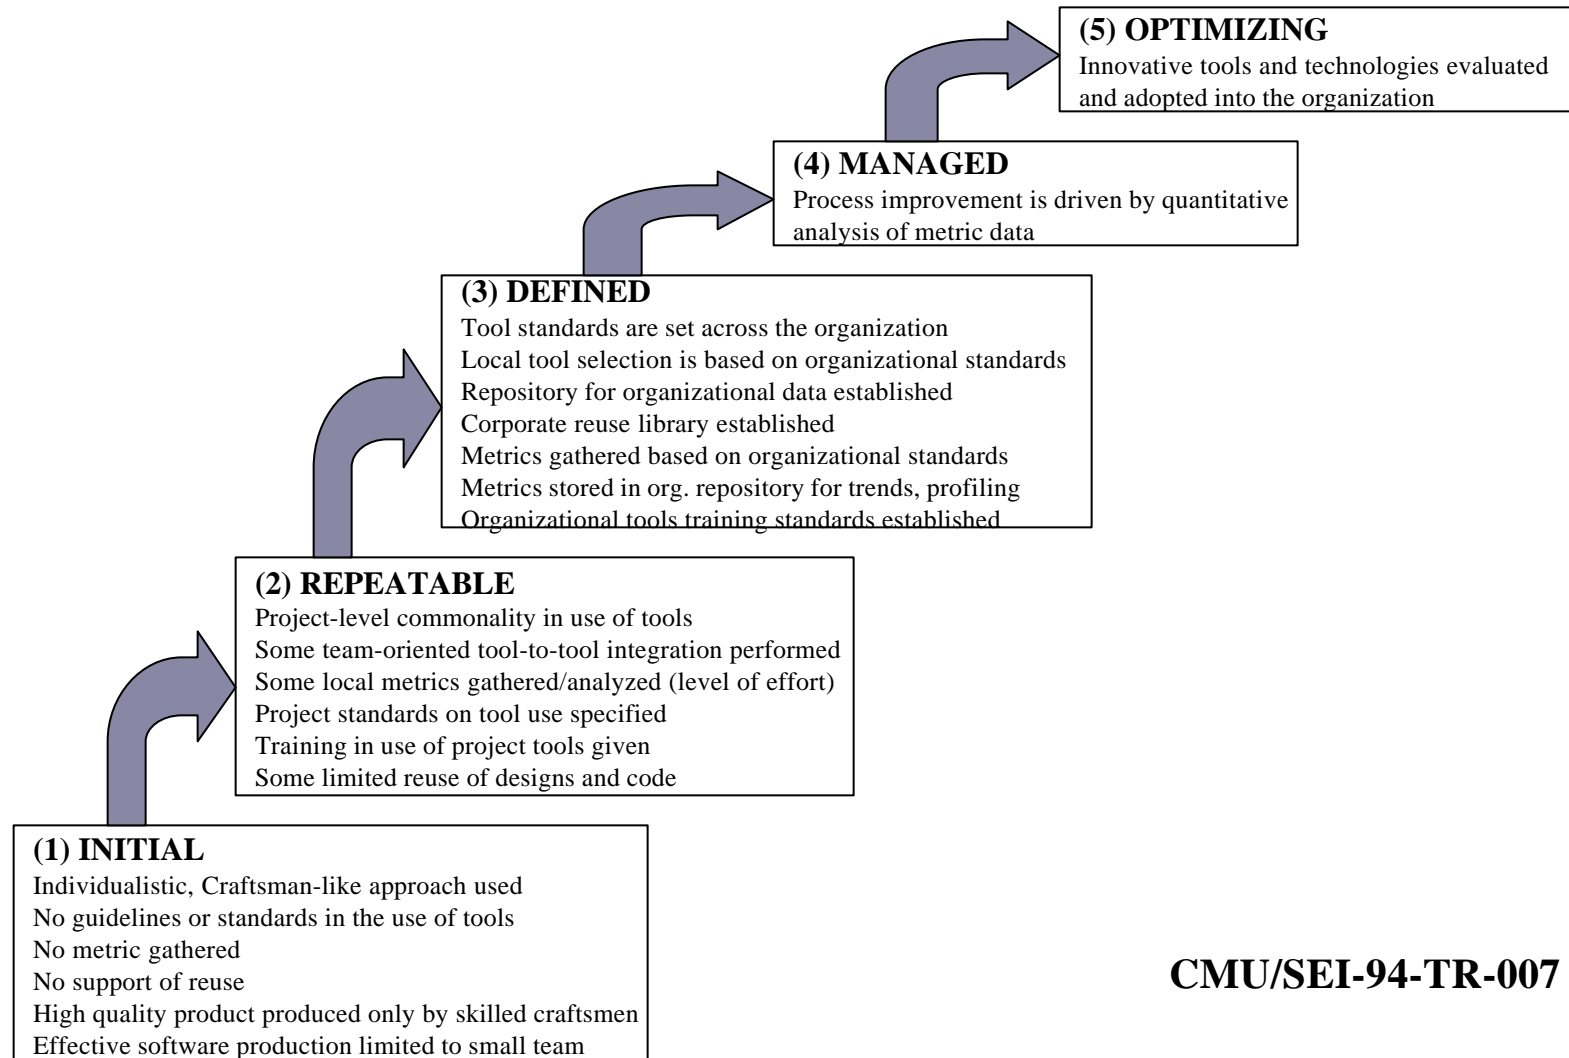 (5) OPTIMIZING
Innovative tools and technologies evaluated
and adopted into the organization
(4) MANAGED
Process improvement is driven by quantitative
analysis of metric data
(3) DEFINED
Tool standards are set across the organization
Local tool selection is based on organizational standards
Repository for organizational data established
Corporate reuse library established
Metrics gathered based on organizational standards
Metrics stored in org. repository for trends, profiling
Organizational tools training standards established
(2) REPEATABLE
Project-level commonality in use of tools
Some team-oriented tool-to-tool integration performed
Some local metrics gathered/analyzed (level of effort)
Project standards on tool use specified
Training in use of project tools given
Some limited reuse of designs and code
(1) INITIAL
Individualistic, Craftsman-like approach used
No guidelines or standards in the use of tools
No metric gathered
No support of reuse
High quality product produced only by skilled craftsmen
Effective software production limited to small team
CMU/SEI-94-TR-007